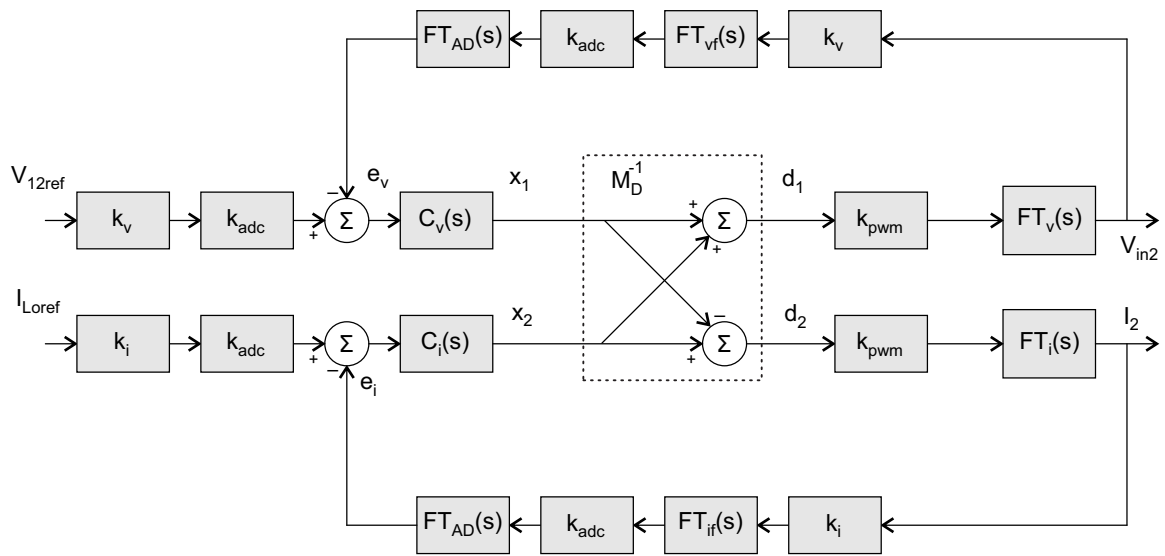 FT_AD(s) k_adc FT_vf(s) k_v
V_12ref e_v x_1 M_D^-1 d_1
k_v k_adc + − Σ C_v(s) + + Σ k_pwm FT_v(s)
V_in2
I_Loref x_2 − d_2 I_2
k_i k_adc + − Σ C_i(s) + Σ k_pwm FT_i(s)
e_i
FT_AD(s) k_adc FT_if(s) k_i